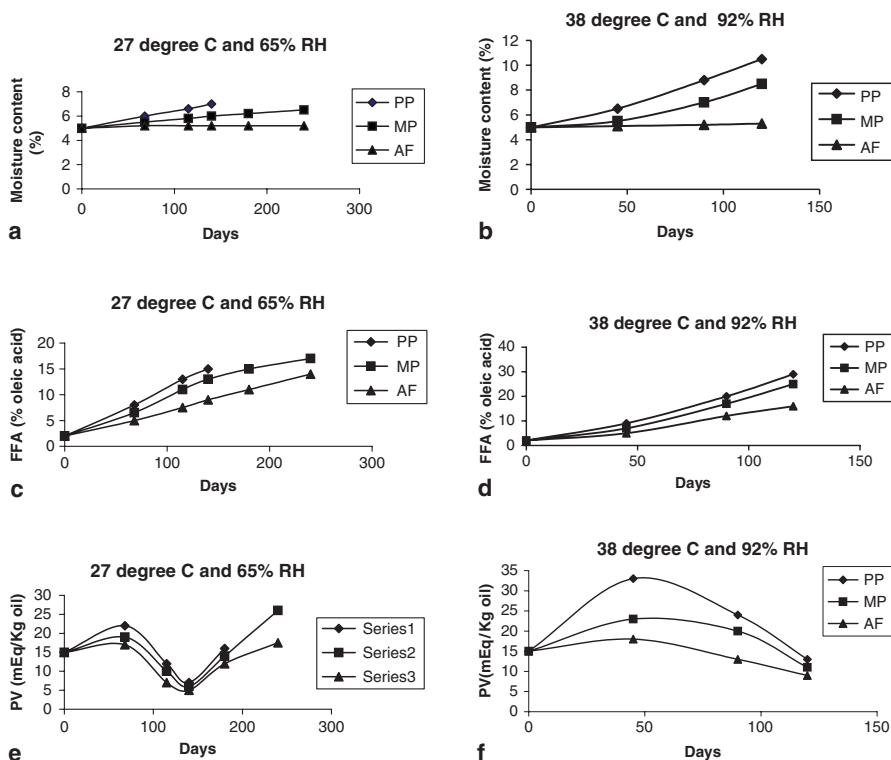 27 degree C and 65% RH
Moisture content
(%)
8
6
4
2
0
0 100 200 300
Days
PP
MP
AF
a
38 degree C and 92% RH
Moisture content (%)
12
10
8
6
4
2
0
0 50 100 150
Days
PP
MP
AF
b
27 degree C and 65% RH
FFA (% oleic acid)
20
15
10
5
0
0 100 200 300
Days
PP
MP
AF
c
38 degree C and 92% RH
FFA (% oleic acid)
40
30
20
10
0
0 50 100 150
Days
PP
MP
AF
d
27 degree C and 65% RH
PV (mEq/Kg oil)
30
25
20
15
10
5
0
0 100 200 300
Days
Series1
Series2
Series3
e
38 degree C and 92% RH
PV(mEq/Kg oil)
35
30
25
20
15
10
5
0
0 50 100 150
Days
PP
MP
AF
f